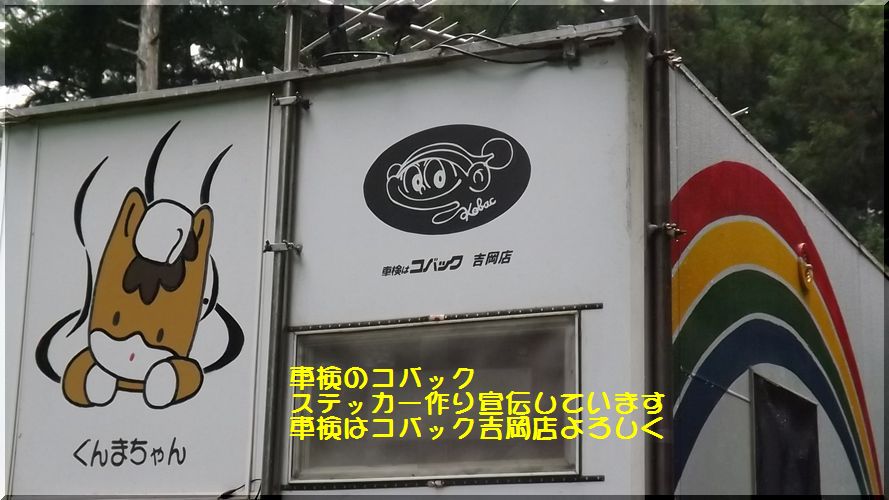 Kobac
車検はコバック 吉岡店
車検のコバック
ステッカー作り宣伝しています
車検はコバック吉岡店よろしく
くんまちゃん